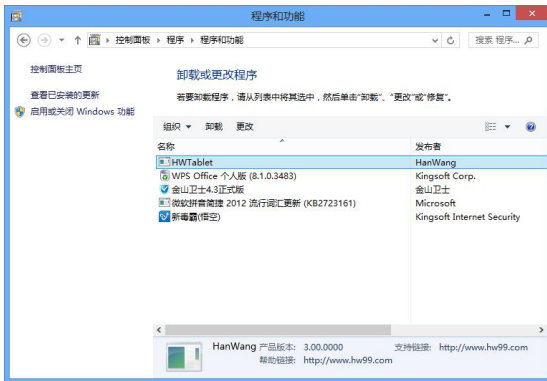 程序和功能
控制面板 ▸ 程序 ▸ 程序和功能
搜索 程序...
控制面板主页
查看已安装的更新
启用或关闭 Windows 功能
卸载或更改程序
若要卸载程序，请从列表中将其选中，然后单击“卸载”、“更改”或“修复”。
组织 卸载 更改
名称 发布者
HWTablet HanWang
WPS Office 个人版 (8.1.0.3483) Kingsoft Corp.
金山卫士4.3正式版 金山卫士
微软拼音简捷 2012 流行词汇更新 (KB2723161) Microsoft
新毒霸(悟空) Kingsoft Internet Security
HanWang 产品版本: 3.00.0000 支持链接: http://www.hw99.com
帮助链接: http://www.hw99.com